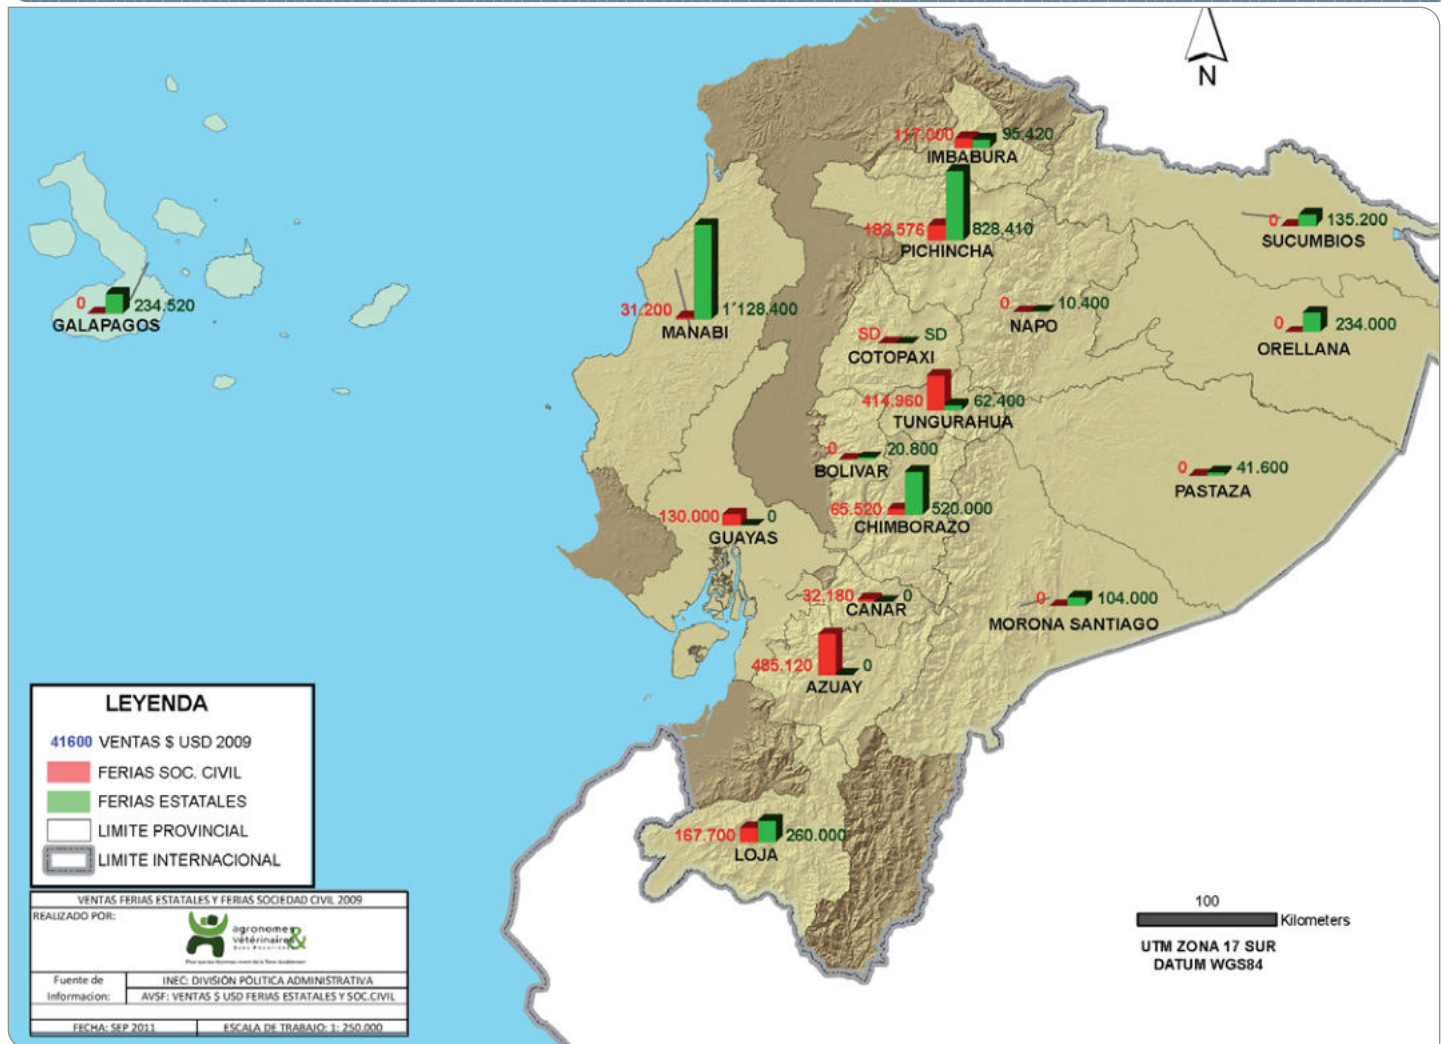 N
117.000 95.420
IMBABURA
182.576 828.410
PICHINCHA
0 135.200
SUCUMBIOS
0 234.520
GALAPAGOS
31.200 1´128.400
MANABI
0 10.400
NAPO
0 234.000
ORELLANA
SD SD
COTOPAXI
414.960 62.400
TUNGURAHUA
0 20.800
BOLIVAR
0 41.600
PASTAZA
65.520 520.000
CHIMBORAZO
130.000 0
GUAYAS
32.180 0
CAÑAR
0 104.000
MORONA SANTIAGO
485.120 0
AZUAY
167.700 260.000
LOJA
LEYENDA
41600 VENTAS $ USD 2009
FERIAS SOC. CIVIL
FERIAS ESTATALES
LIMITE PROVINCIAL
LIMITE INTERNACIONAL
VENTAS FERIAS ESTATALES Y FERIAS SOCIEDAD CIVIL 2009
REALIZADO POR:
agronomes &
vétérinaires
Fuente de Informacion:
INEC: DIVISIÓN POLITICA ADMINISTRATIVA
AVSF: VENTAS $ USD FERIAS ESTATALES Y SOC.CIVIL
FECHA: SEP 2011
ESCALA DE TRABAJO: 1: 250.000
100
Kilometers
UTM ZONA 17 SUR
DATUM WGS84